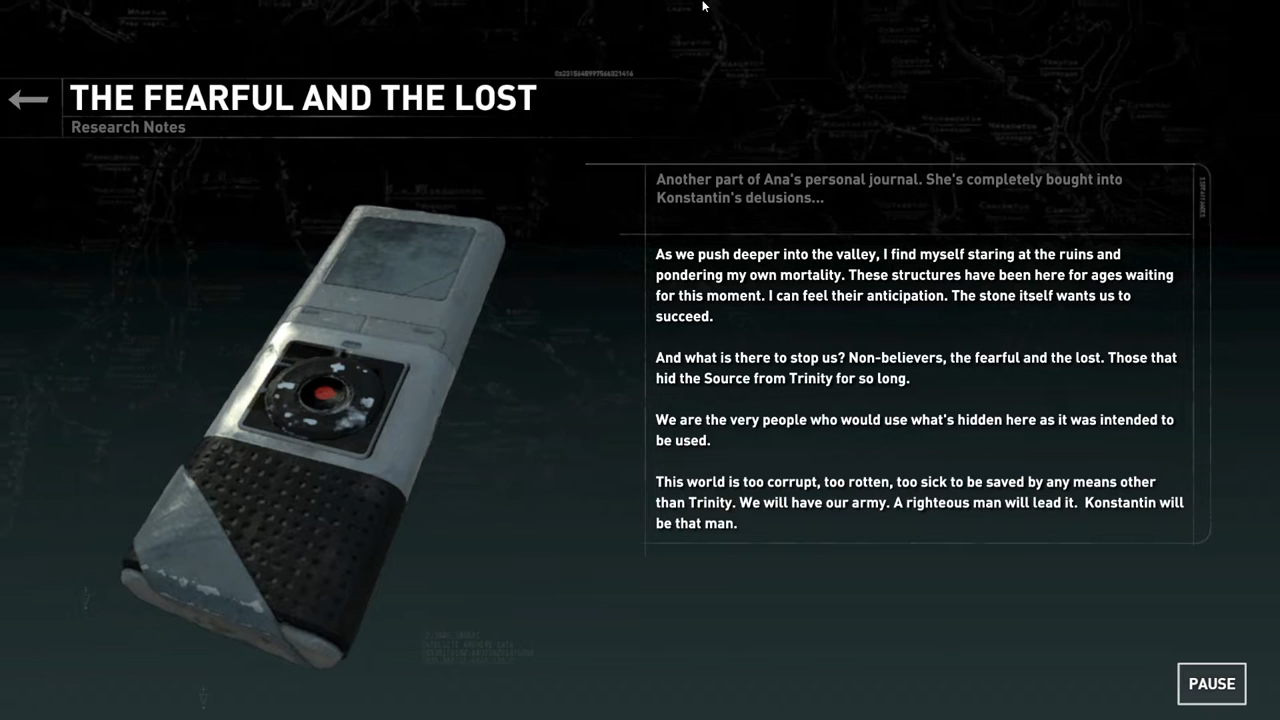 THE FEARFUL AND THE LOST
Research Notes
Another part of Ana's personal journal. She's completely bought into
Konstantin's delusions...
As we push deeper into the valley, I find myself staring at the ruins and
pondering my own mortality. These structures have been here for ages waiting
for this moment. I can feel their anticipation. The stone itself wants us to
succeed.
And what is there to stop us? Non-believers, the fearful and the lost. Those that
hid the Source from Trinity for so long.
We are the very people who would use what's hidden here as it was intended to
be used.
This world is too corrupt, too rotten, too sick to be saved by any means other
than Trinity. We will have our army. A righteous man will lead it. Konstantin will
be that man.
PAUSE